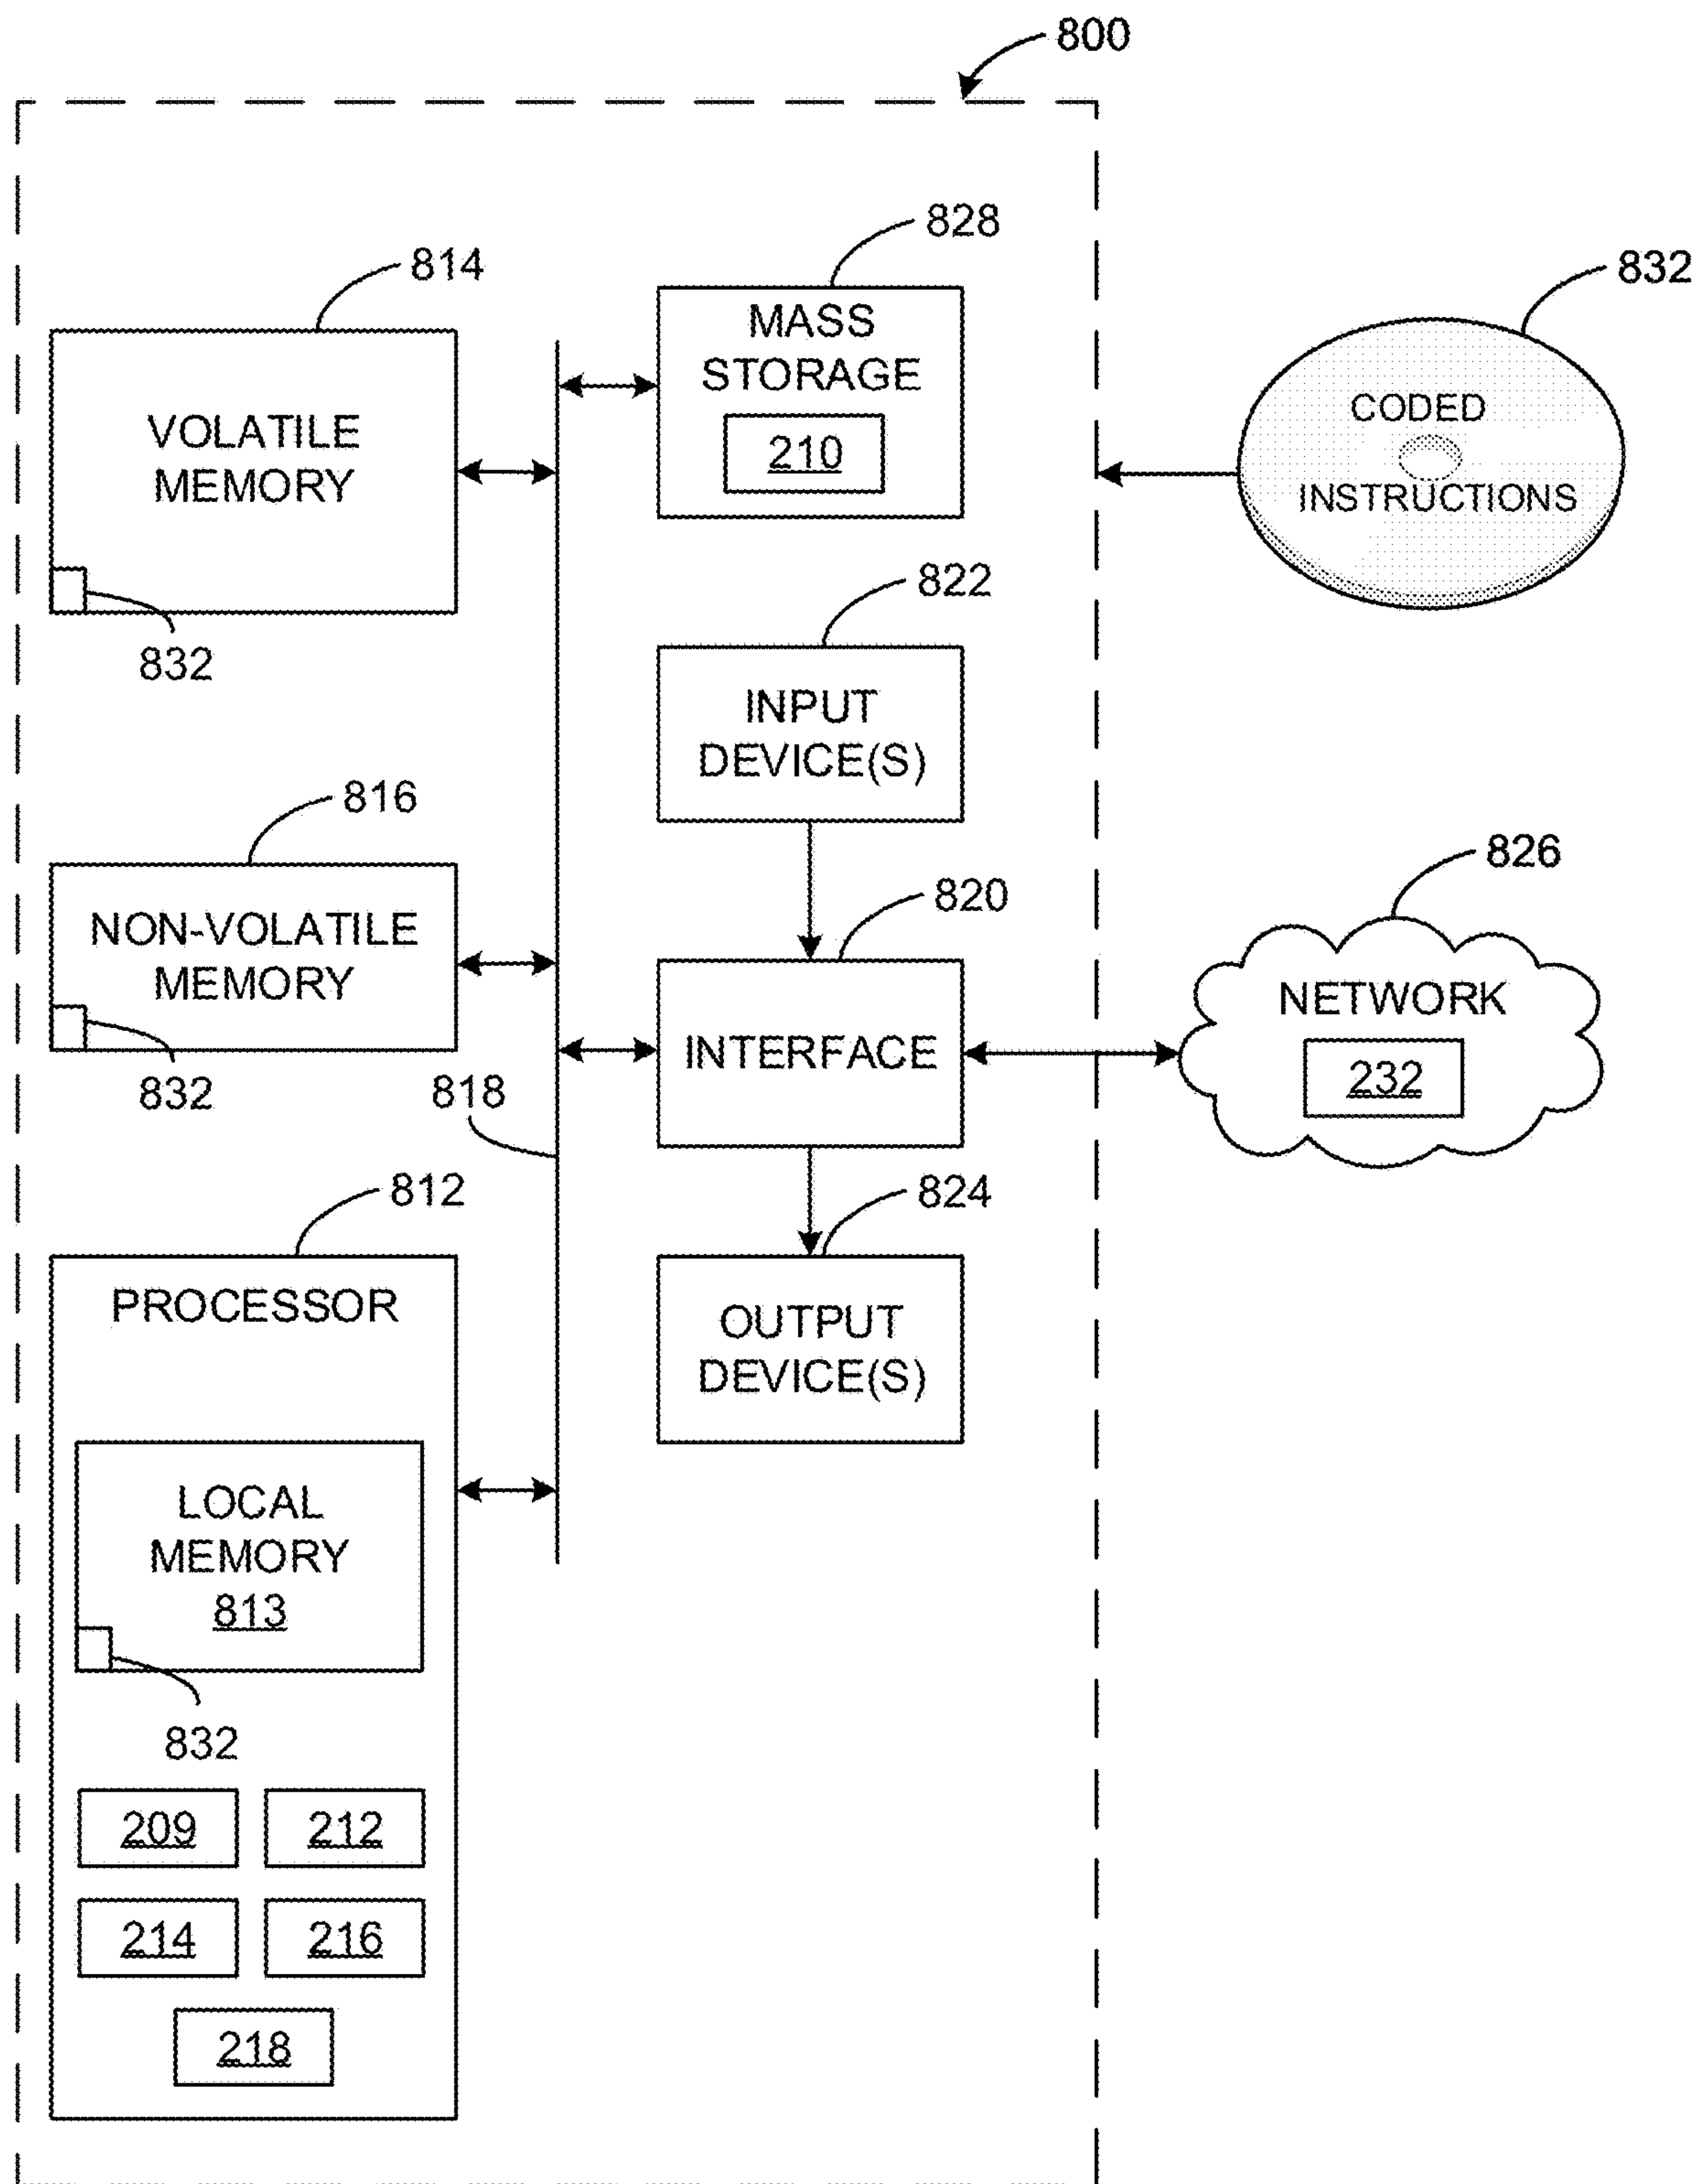 800
828
814
832
MASS
STORAGE
210
VOLATILE
MEMORY
CODED
INSTRUCTIONS
832
822
INPUT
DEVICE(S)
816
826
820
NON-VOLATILE
MEMORY
NETWORK
232
INTERFACE
832
818
812
824
PROCESSOR
OUTPUT
DEVICE(S)
LOCAL
MEMORY
813
832
209
212
214
216
218